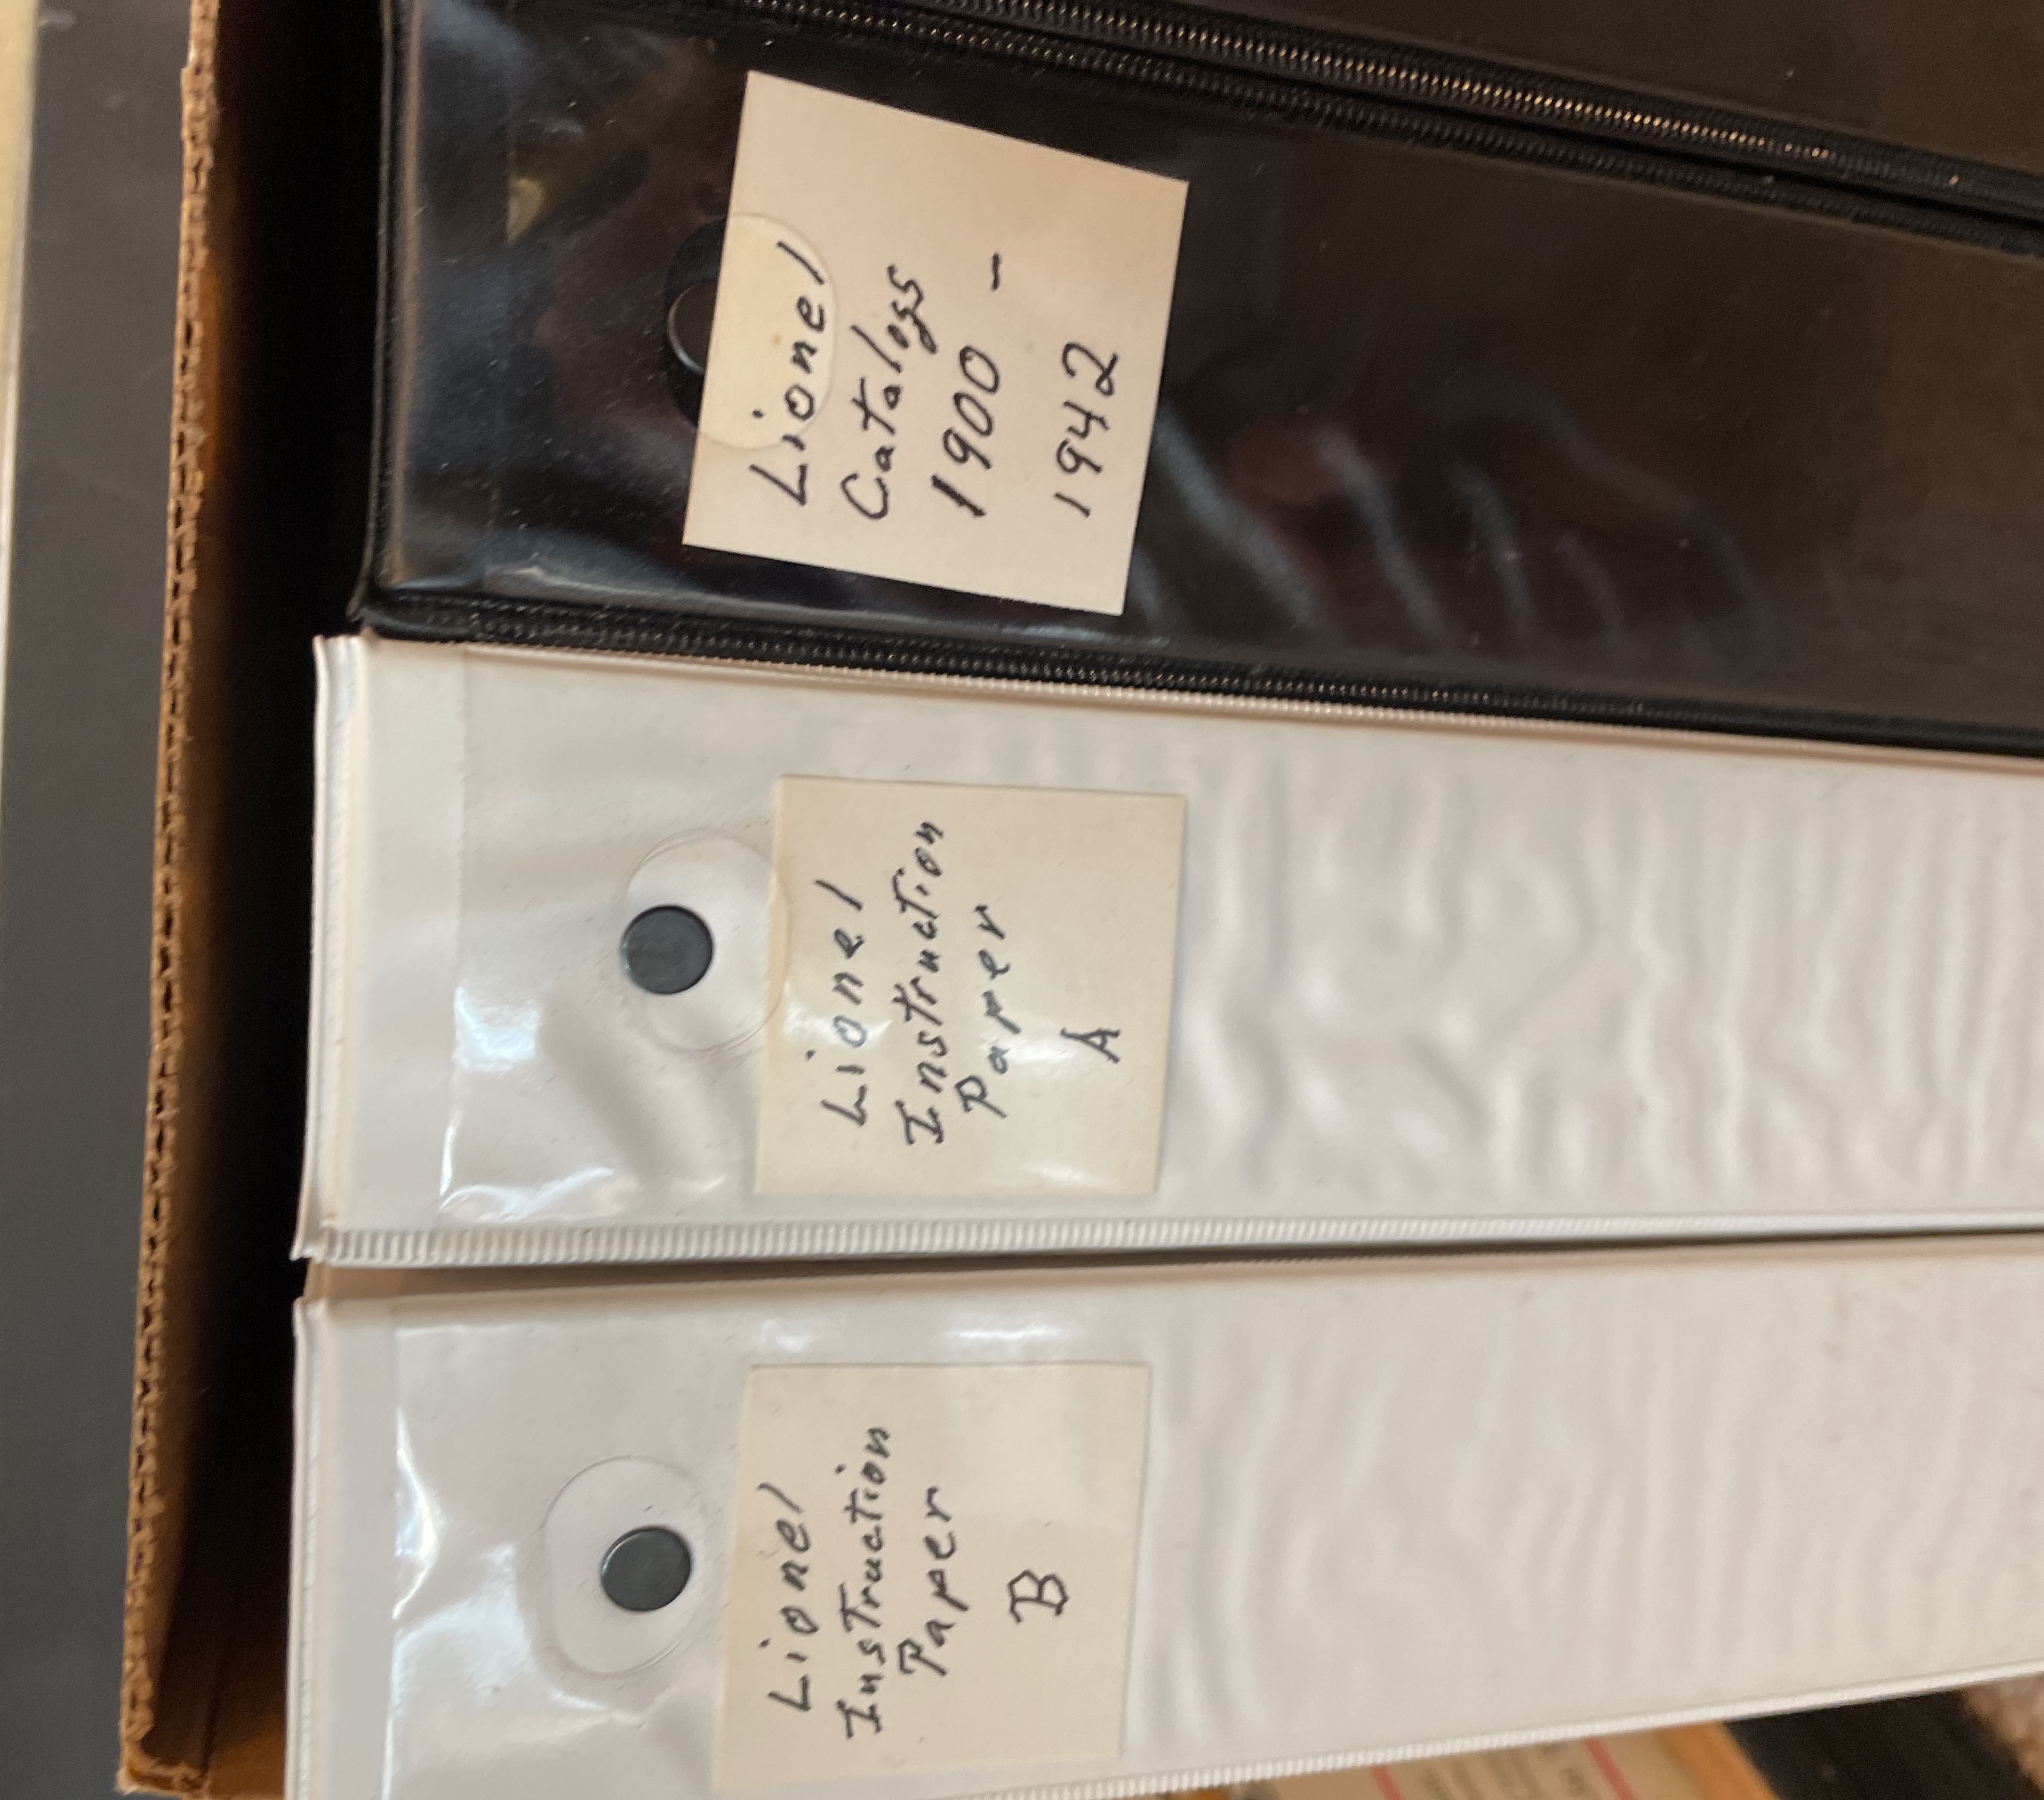 Lionel
Catalogs
1900 -
1942
Lionel
Instruction
Paper
A
Lionel
Instruction
Paper
B